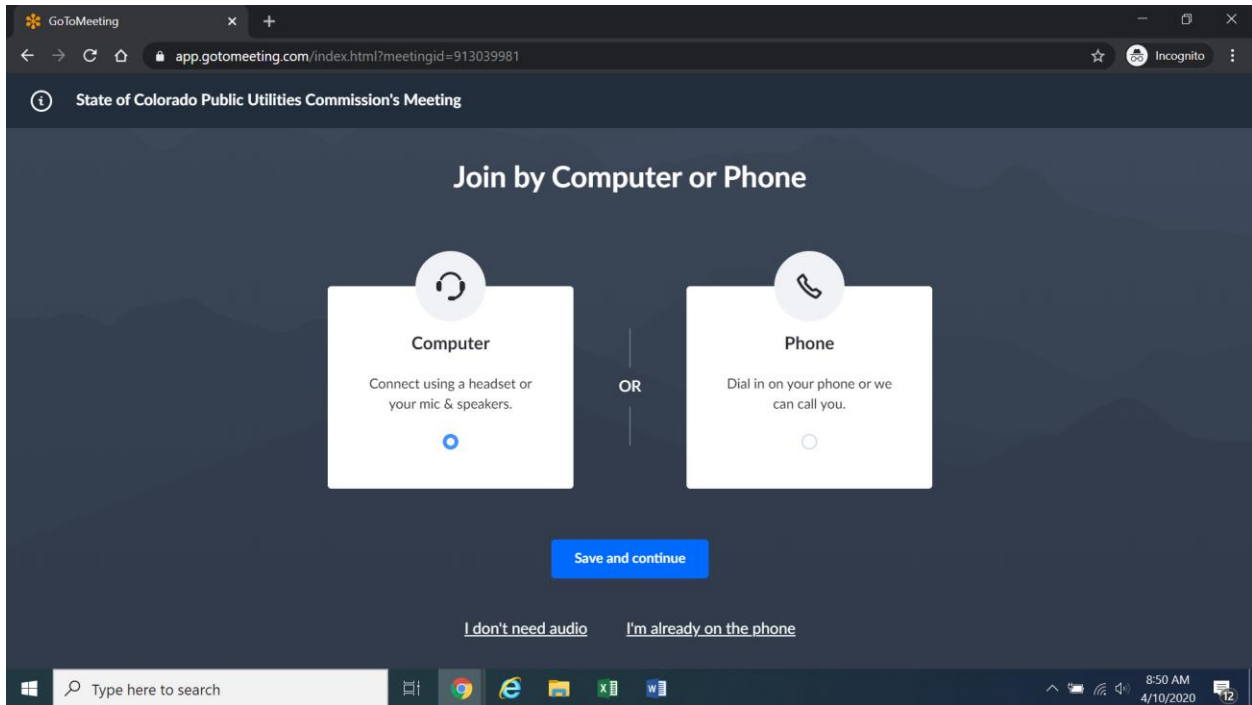 GoToMeeting
app.gotomeeting.com/index.html?meetingid=913039981
Incognito
State of Colorado Public Utilities Commission's Meeting
Join by Computer or Phone
Computer
Connect using a headset or
your mic & speakers.
OR
Phone
Dial in on your phone or we
can call you.
Save and continue
I don't need audio I'm already on the phone
Type here to search
8:50 AM
4/10/2020
12